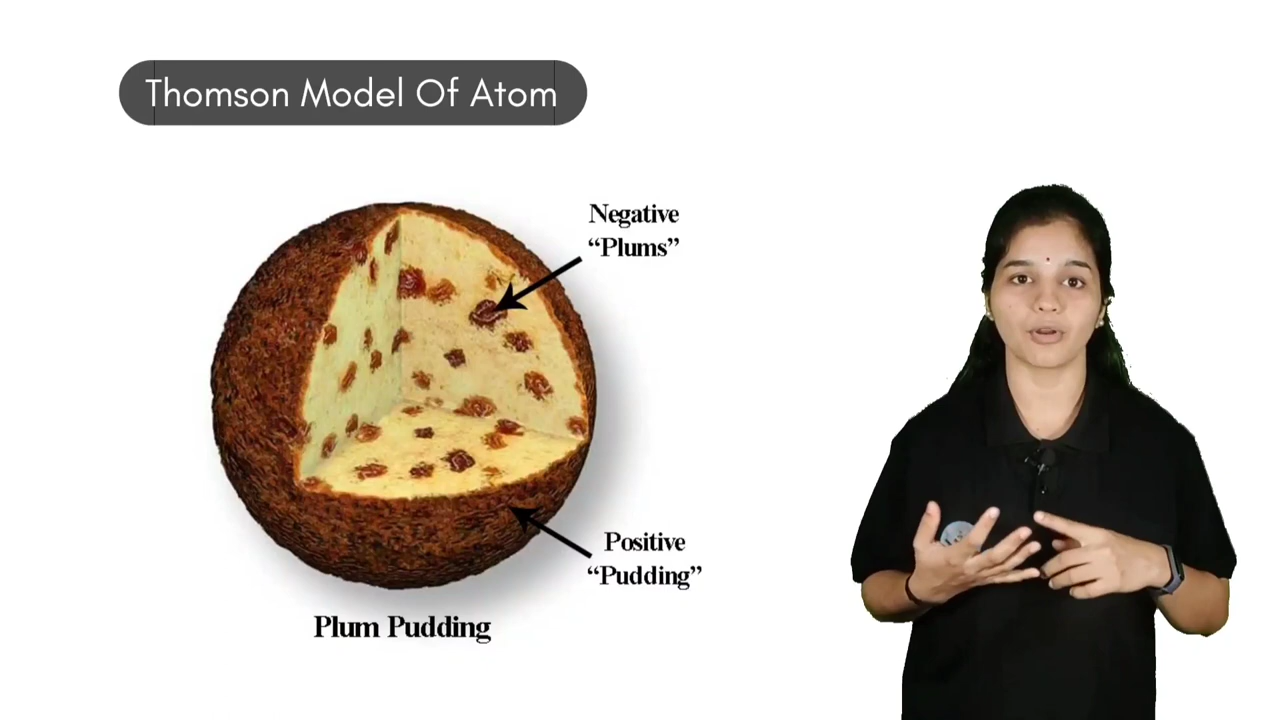 Thomson Model Of Atom
Negative
“Plums”
Positive
“Pudding”
Plum Pudding